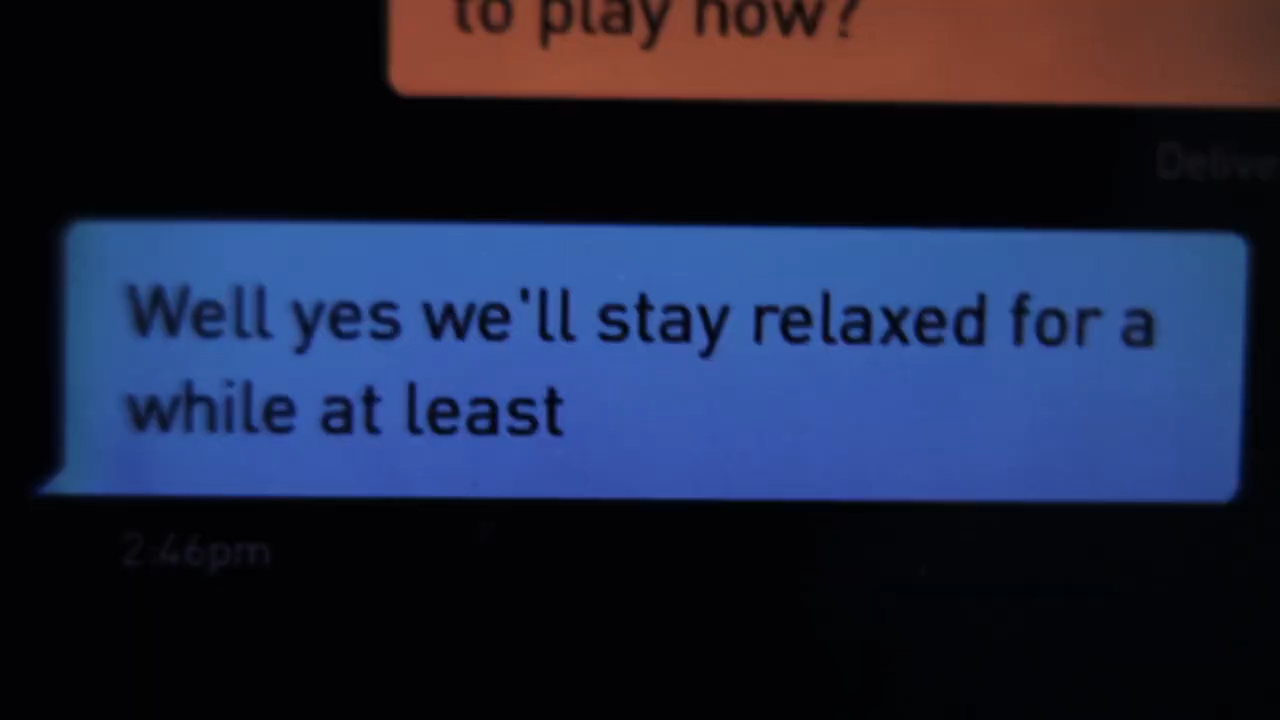 to play now?
Well yes we'll stay relaxed for a
while at least
2:46pm